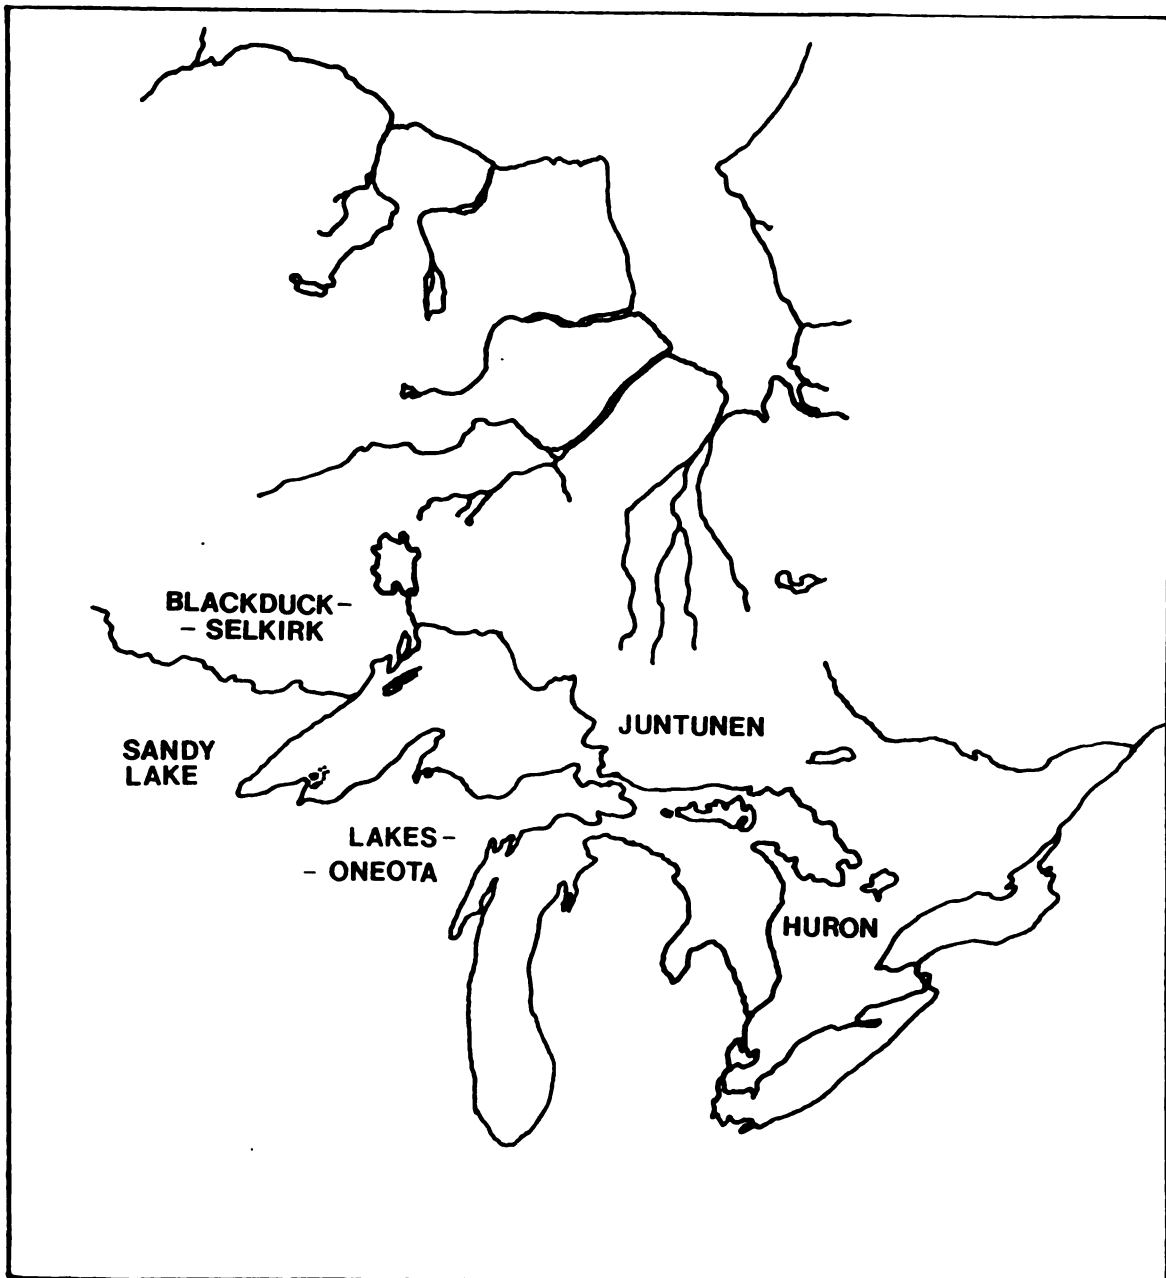 BLACKDUCK–
– SELKIRK
SANDY
LAKE
JUNTUNEN
LAKES–
– ONEOTA
HURON